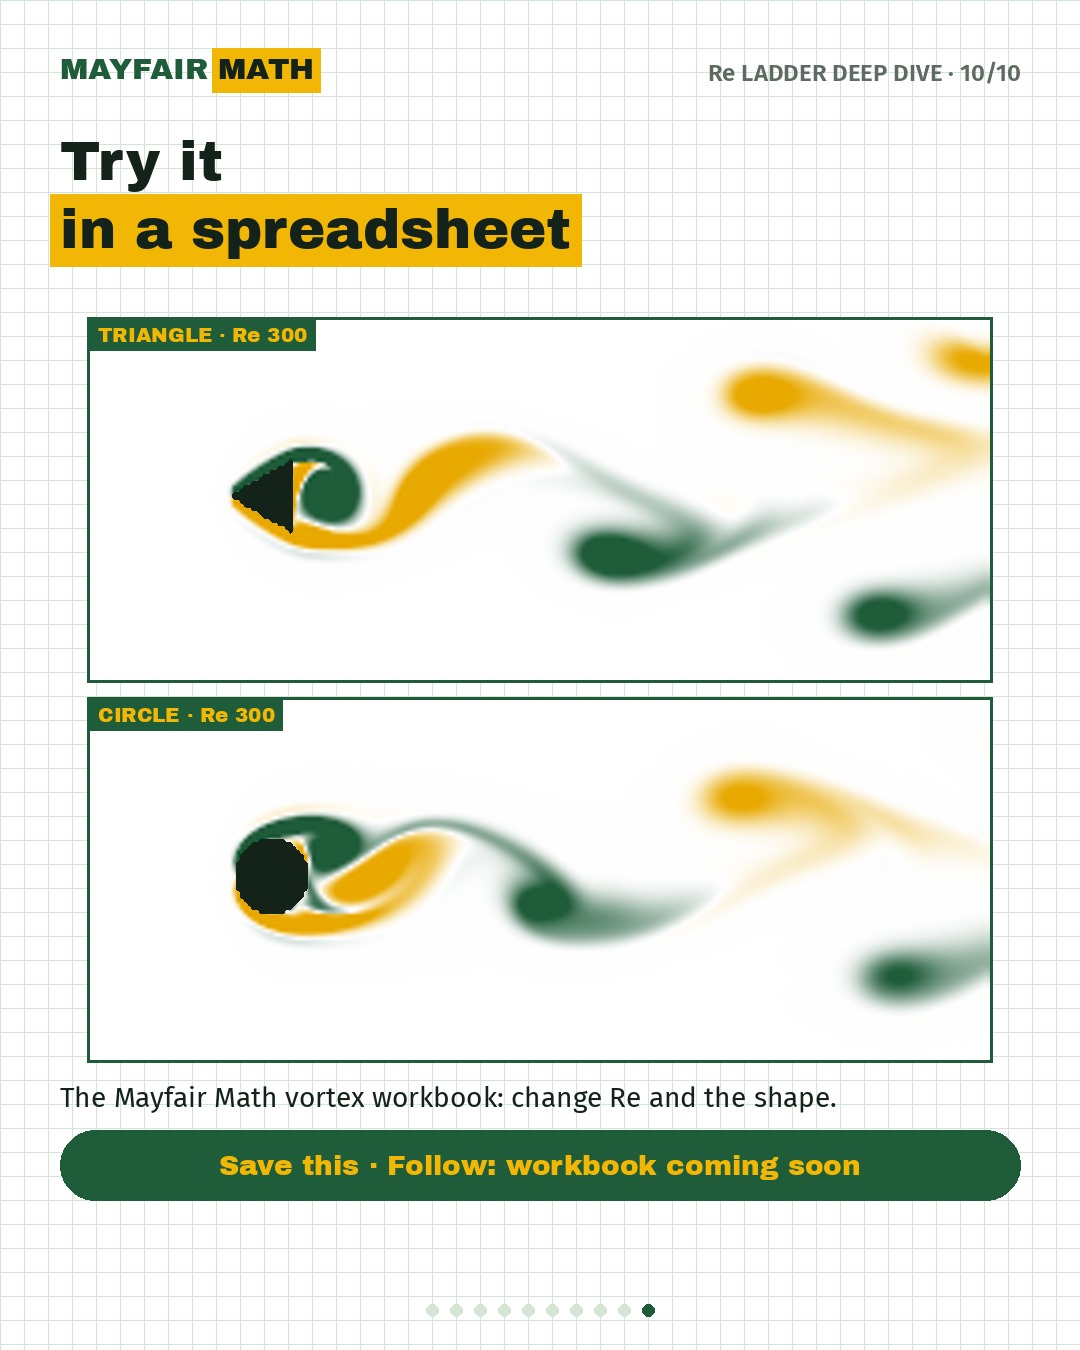 MAYFAIR MATH
Re LADDER DEEP DIVE · 10/10
Try it
in a spreadsheet
TRIANGLE · Re 300
CIRCLE · Re 300
The Mayfair Math vortex workbook: change Re and the shape.
Save this · Follow: workbook coming soon